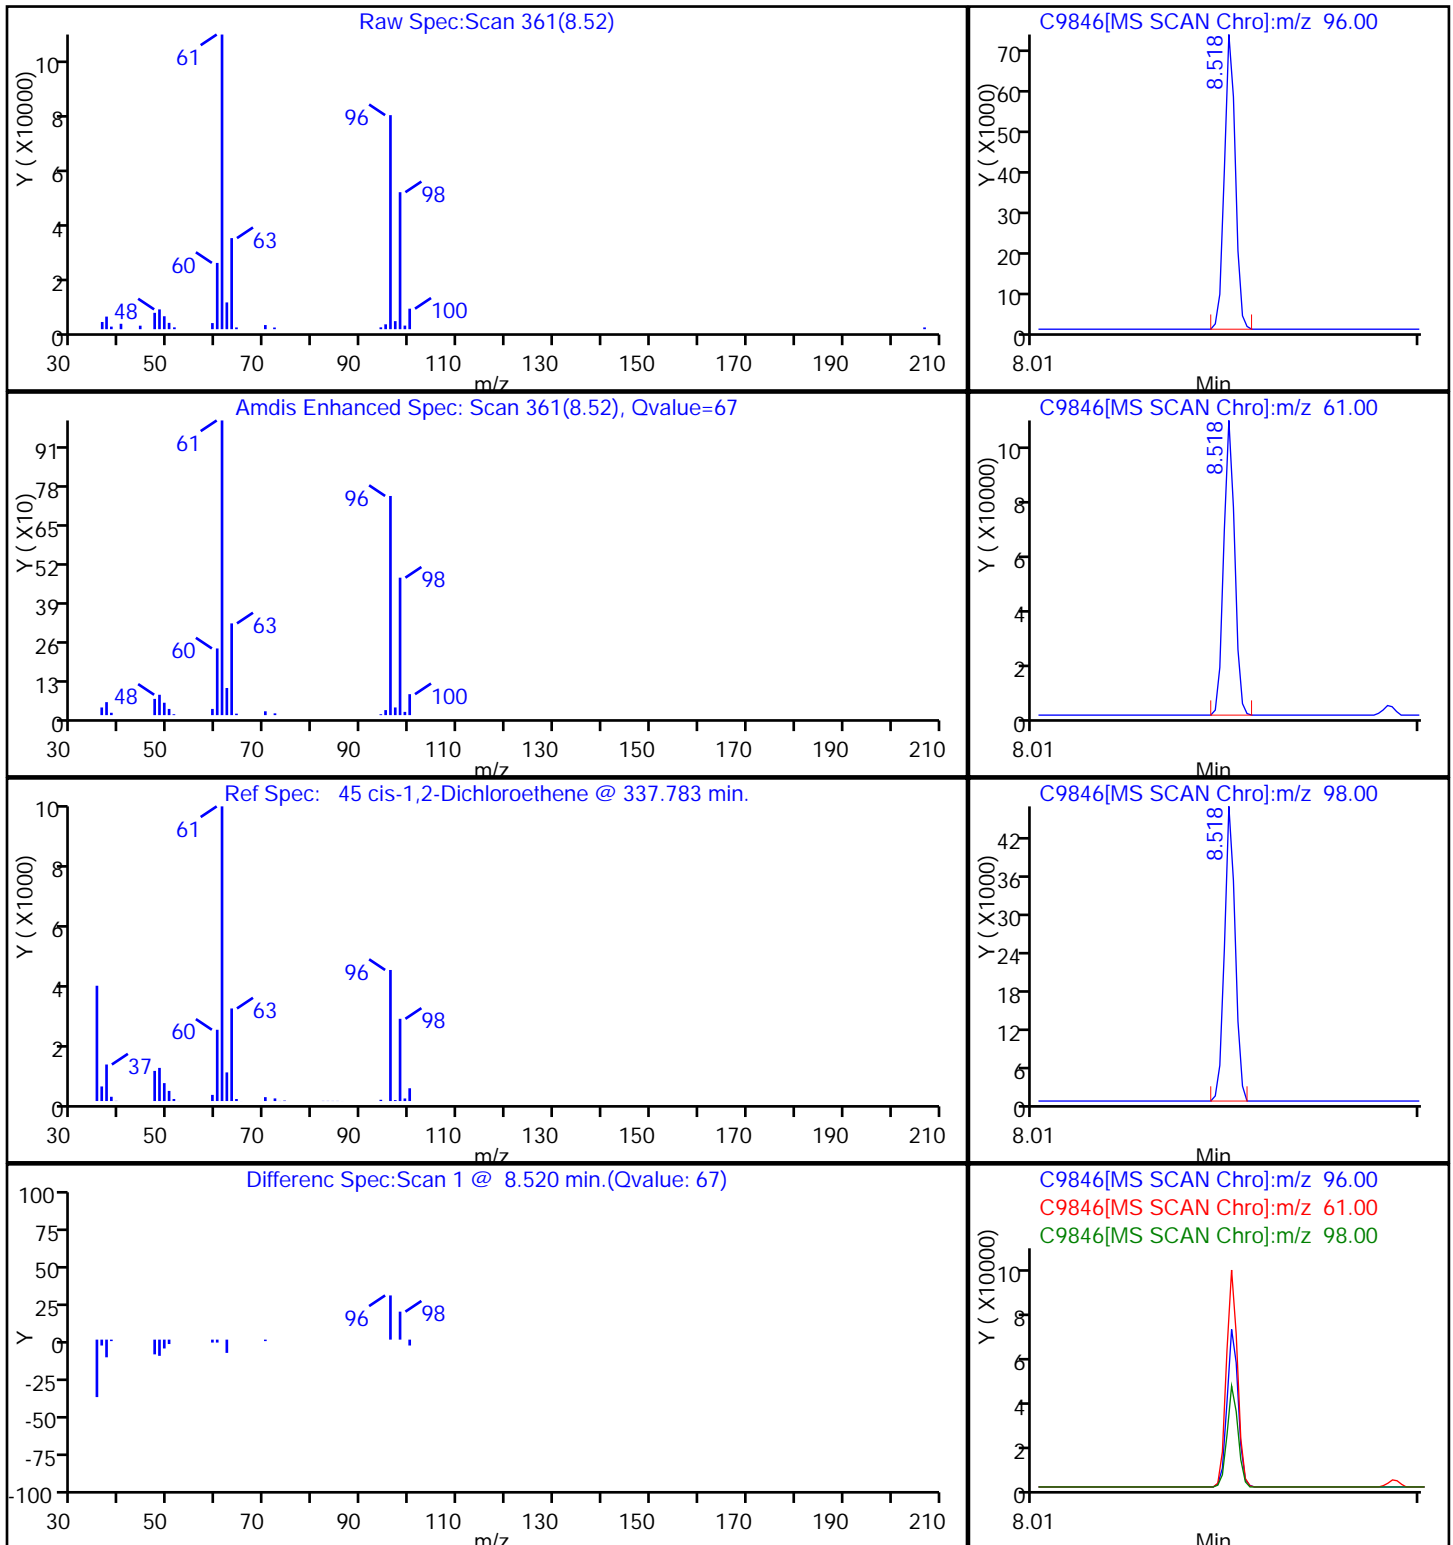 Raw Spec:Scan 361(8.52)
Y ( X10000)
10
8
6
4
2
0
61
96
98
63
60
48
100
30 50 70 90 110 130 150 170 190 210
m/z
C9846[MS SCAN Chro]:m/z 96.00
Y ( X1000)
70
60
50
40
30
20
10
0
8.518
8.01
Min
Amdis Enhanced Spec: Scan 361(8.52), Qvalue=67
Y ( X10)
91
78
65
52
39
26
13
0
61
96
98
63
60
48
100
30 50 70 90 110 130 150 170 190 210
m/z
C9846[MS SCAN Chro]:m/z 61.00
Y ( X10000)
10
8
6
4
2
0
8.518
8.01
Min
Ref Spec: 45 cis-1,2-Dichloroethene @ 337.783 min.
Y ( X1000)
10
8
6
4
2
0
61
96
98
63
60
37
30 50 70 90 110 130 150 170 190 210
m/z
C9846[MS SCAN Chro]:m/z 98.00
Y ( X1000)
42
36
30
24
18
12
6
0
8.518
8.01
Min
Differenc Spec:Scan 1 @ 8.520 min.(Qvalue: 67)
Y
100
75
50
25
0
-25
-50
-75
-100
96
98
30 50 70 90 110 130 150 170 190 210
m/z
C9846[MS SCAN Chro]:m/z 96.00
C9846[MS SCAN Chro]:m/z 61.00
C9846[MS SCAN Chro]:m/z 98.00
Y ( X10000)
10
8
6
4
2
0
8.01
Min